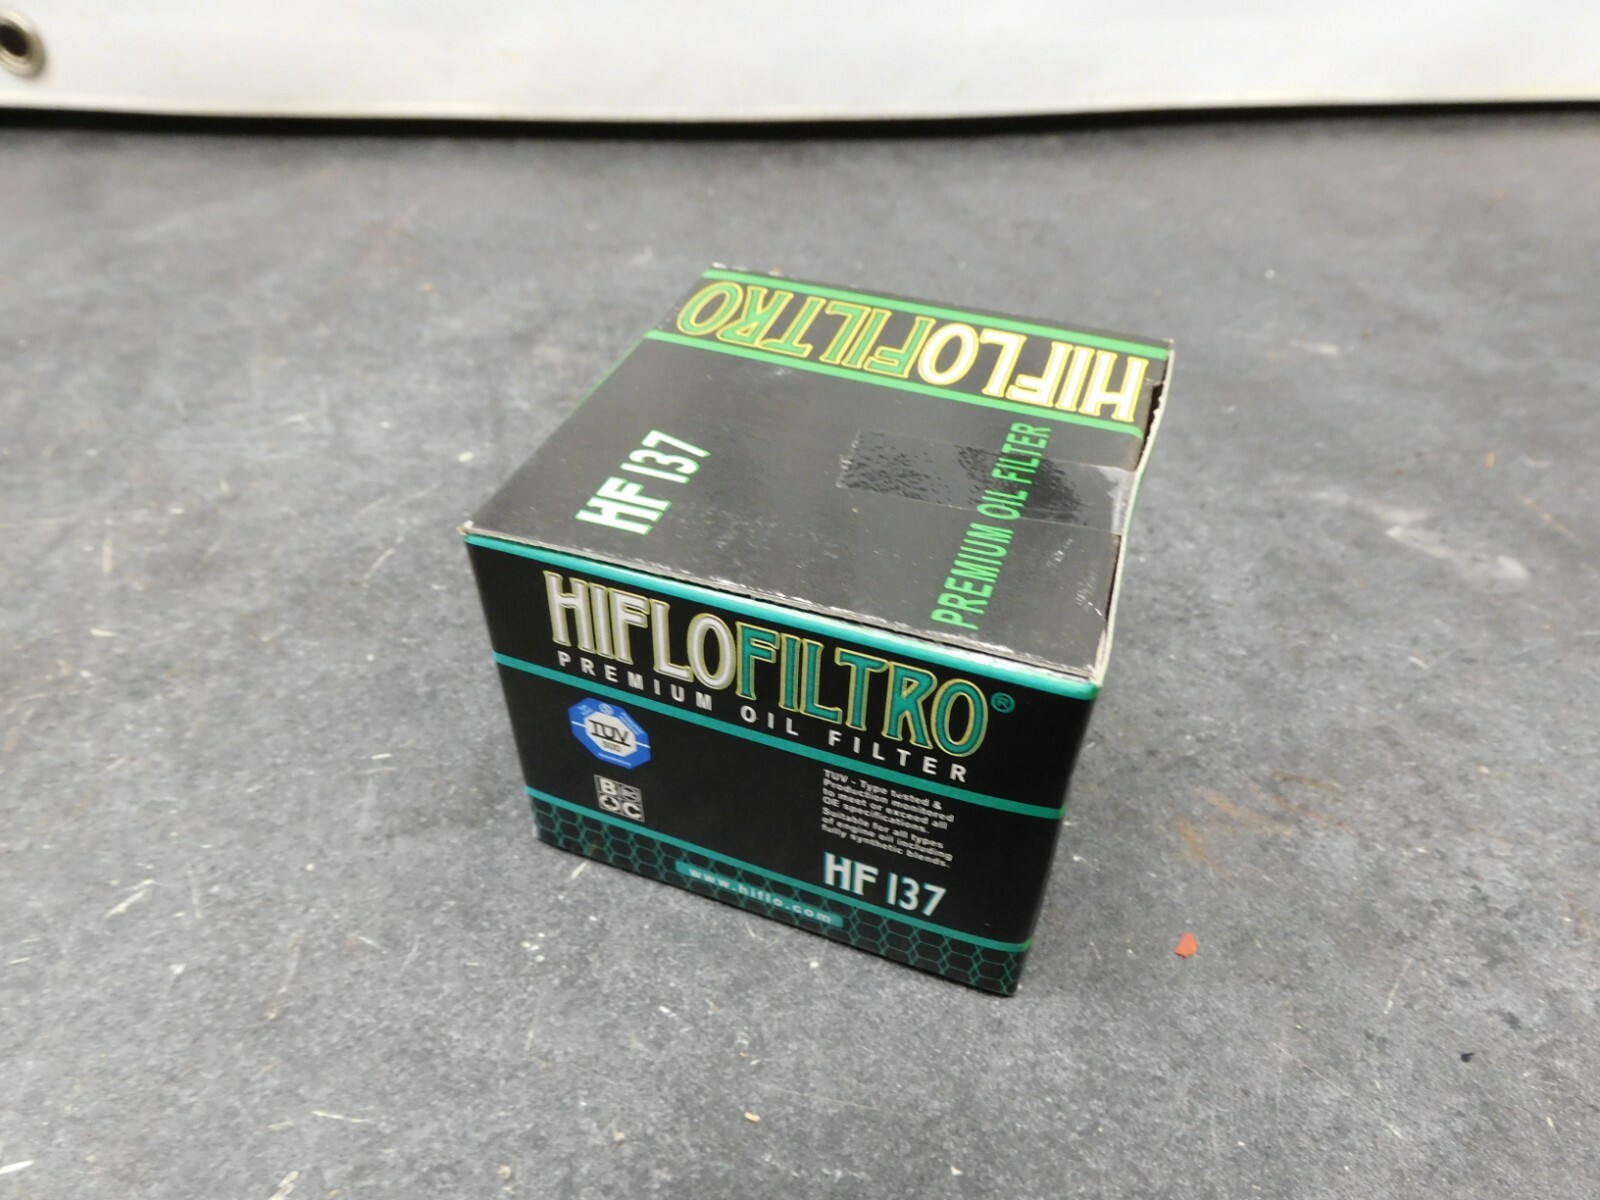 HIFLOFILTRO
HF 137
PREMIUM OIL FILTER
HIFLOFILTRO®
PREMIUM OIL FILTER
TÜV
SÜD
B
C
TUV - Type tested &
Production monitored
to meet or exceed all
OE specifications.
Suitable for all types
of engine oil including
fully synthetic blends.
HF 137
www.hiflo.com